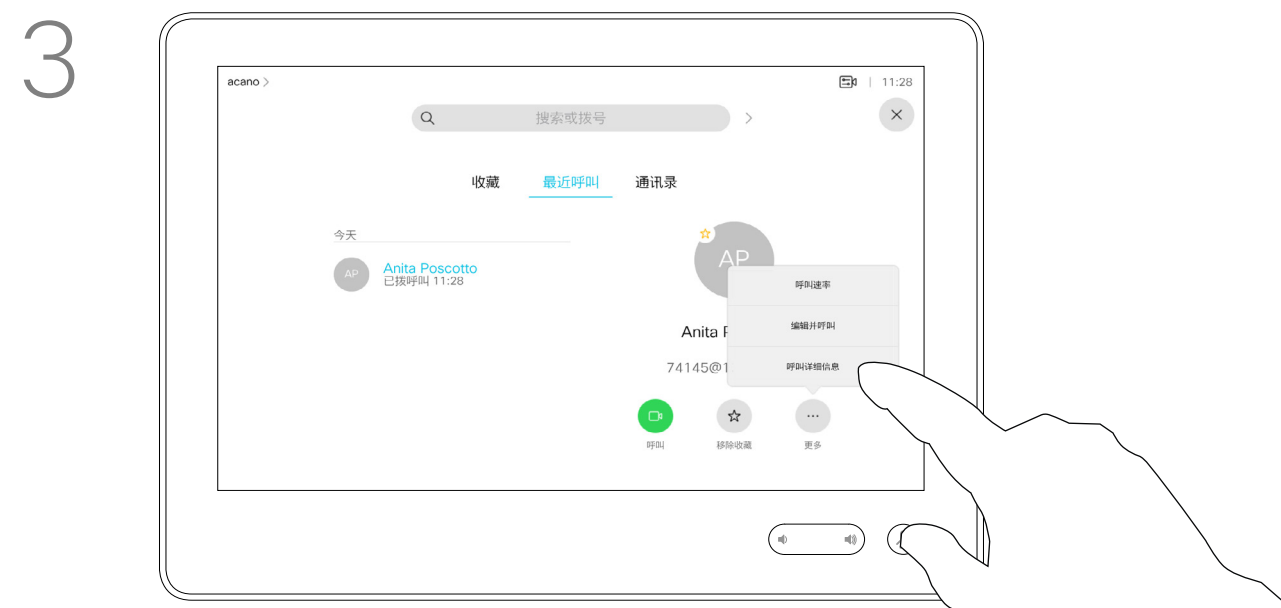 3
acano >
11:28
搜索或拨号
收藏
最近呼叫
通讯录
今天
AP
Anita Poscotto
已拨呼叫 11:28
AP
呼叫速率
编辑并呼叫
呼叫详细信息
Anita
74145@1
呼叫
移除收藏
更多